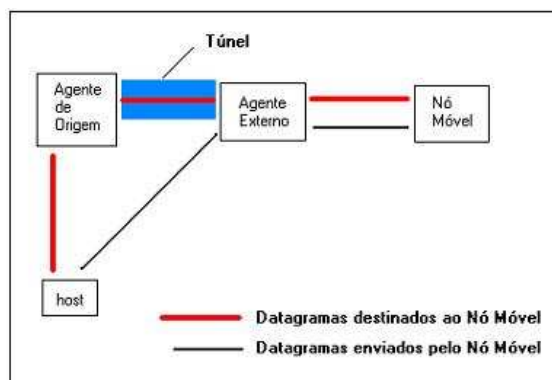 Túnel
Agente
de
Origem
Agente
Externo
Nó
Móvel
host
Datagramas destinados ao Nó Móvel
Datagramas enviados pelo Nó Móvel